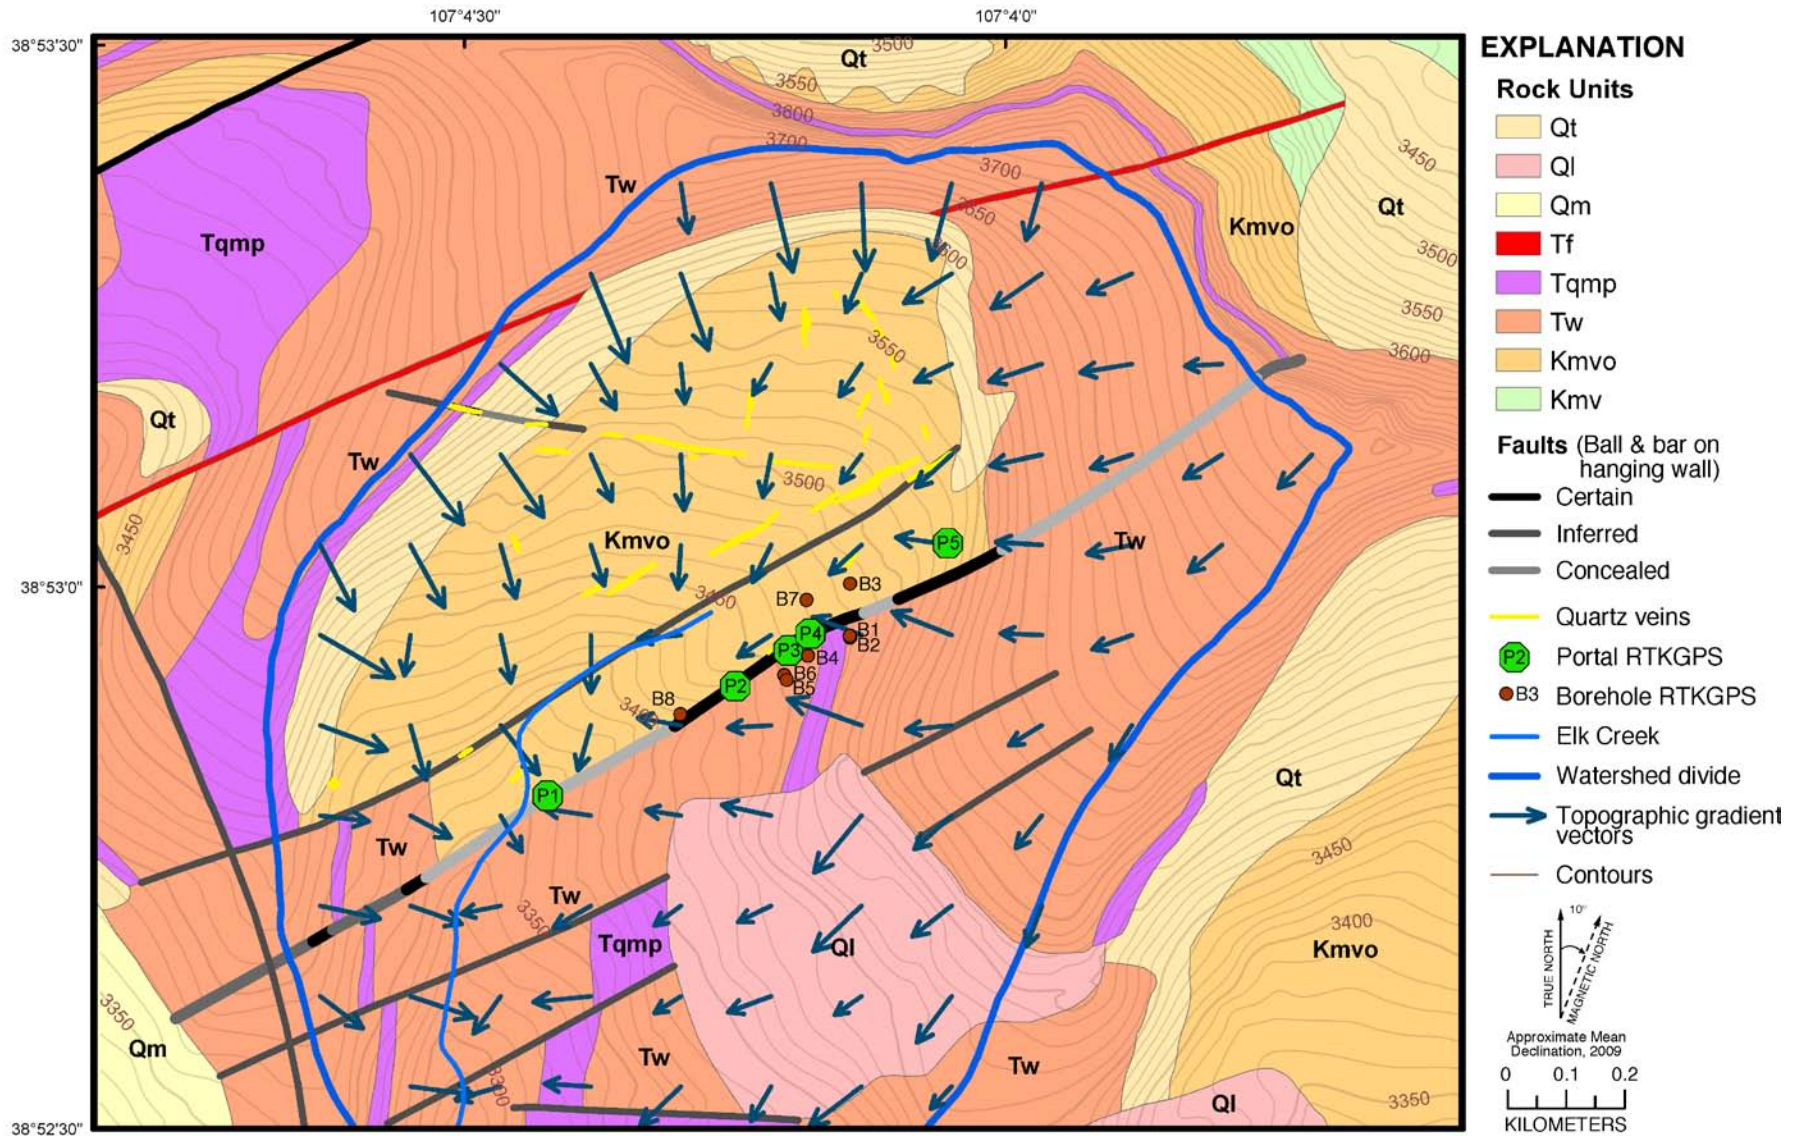 107°4'30"
107°4'0"
38°53'30"
38°53'0"
38°52'30"
3500
Qt
3550
3600
3700
Tw
3700
3450
Kmvo
Qt
3650
3500
Tqmp
3600
3550
3550
3600
Qt
Tw
3500
3450
Kmvo
P5
Tw
B3
3450
B7
B1
P4
B2
P3
B4
B6
P2
B5
B8
3400
Qt
P1
Tw
3450
Tw
3350
3400
Tqmp
Ql
Kmvo
3350
Qm
Tw
Tw
3300
Ql
3350
EXPLANATION
Rock Units
Qt
Ql
Qm
Tf
Tqmp
Tw
Kmvo
Kmv
Faults (Ball & bar on
hanging wall)
Certain
Inferred
Concealed
Quartz veins
P2 Portal RTKGPS
B3 Borehole RTKGPS
Elk Creek
Watershed divide
Topographic gradient
vectors
Contours
10°
TRUE NORTH
MAGNETIC NORTH
Approximate Mean
Declination, 2009
0 0.1 0.2
KILOMETERS